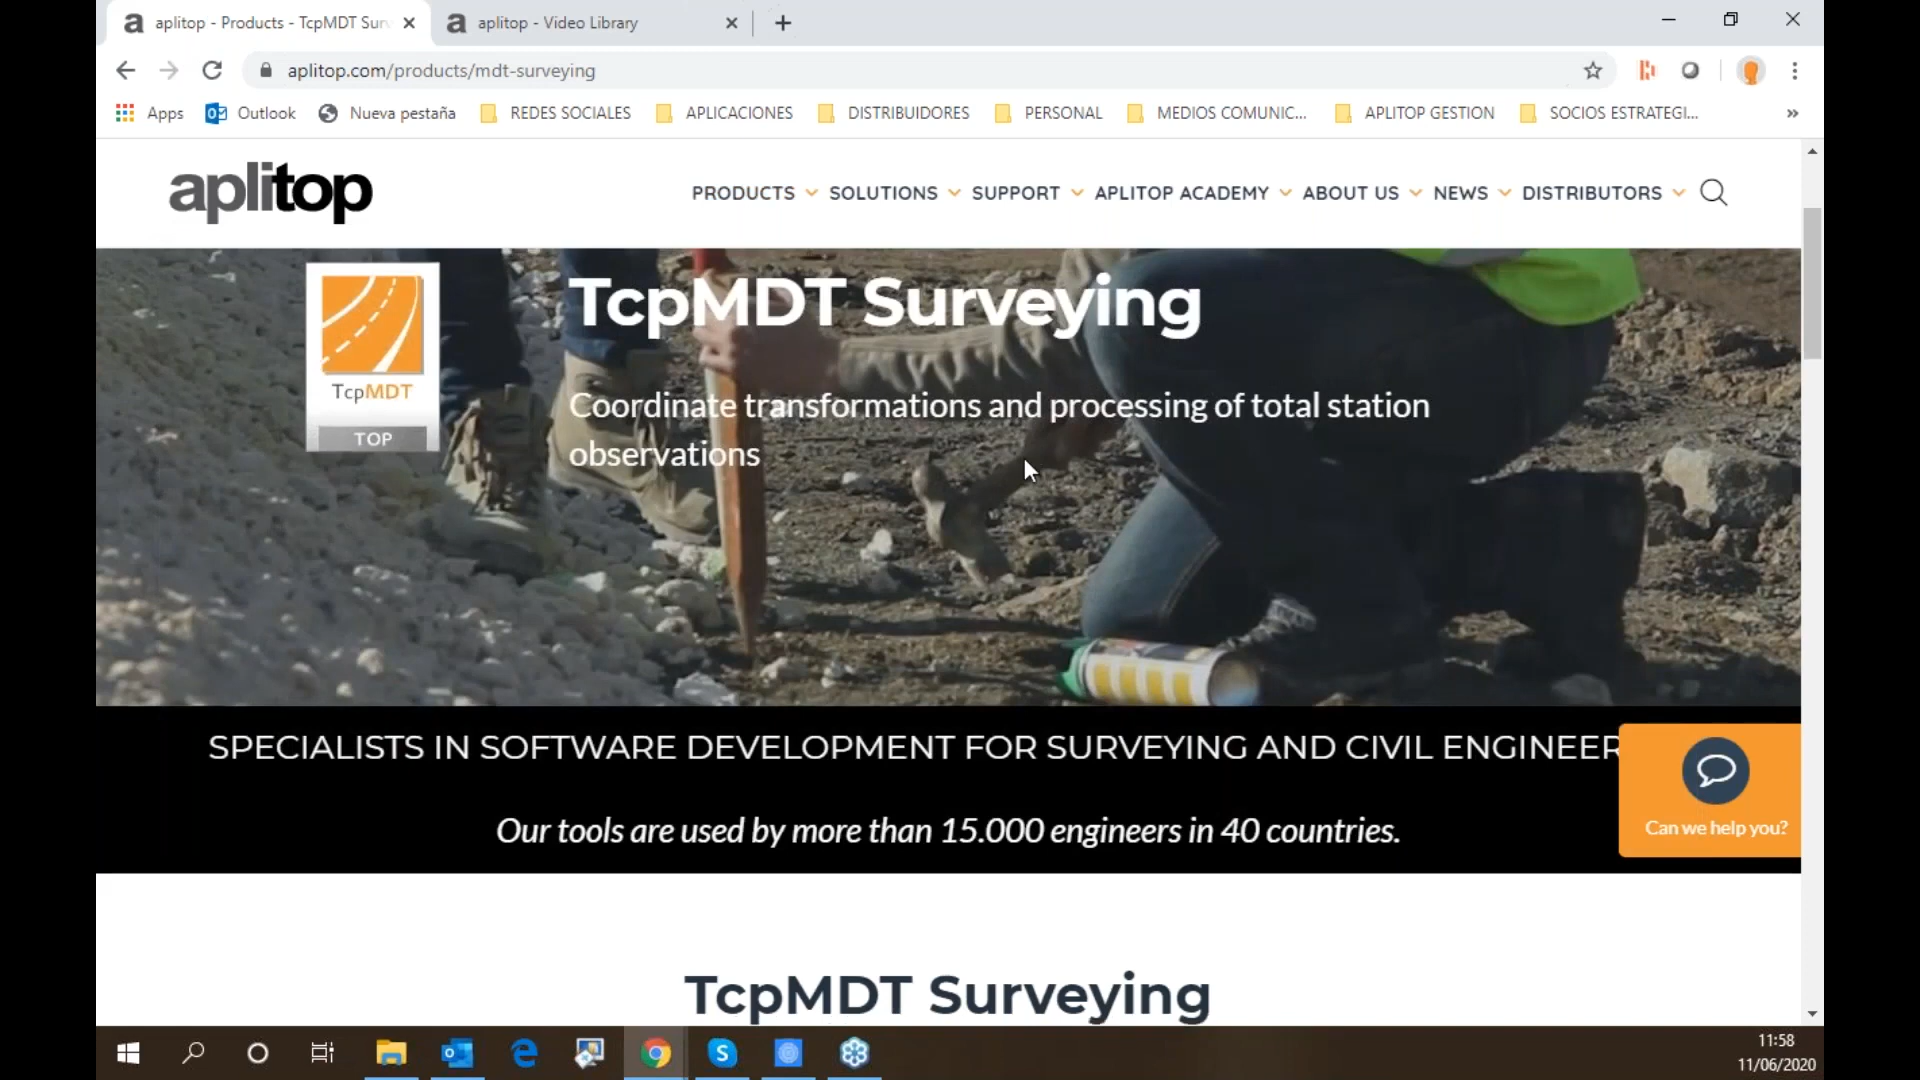 aplitop - Products - TcpMDT Sur
aplitop - Video Library
aplitop.com/products/mdt-surveying
Apps
Outlook
Nueva pestaña
REDES SOCIALES
APLICACIONES
DISTRIBUIDORES
PERSONAL
MEDIOS COMUNIC...
APLITOP GESTION
SOCIOS ESTRATEGI...
»
aplitop
PRODUCTS
SOLUTIONS
SUPPORT
APLITOP ACADEMY
ABOUT US
NEWS
DISTRIBUTORS
TcpMDT
TOP
TcpMDT Surveying
Coordinate transformations and processing of total station
observations
SPECIALISTS IN SOFTWARE DEVELOPMENT FOR SURVEYING AND CIVIL ENGINEER
Our tools are used by more than 15.000 engineers in 40 countries.
Can we help you?
TcpMDT Surveying
11:58
11/06/2020